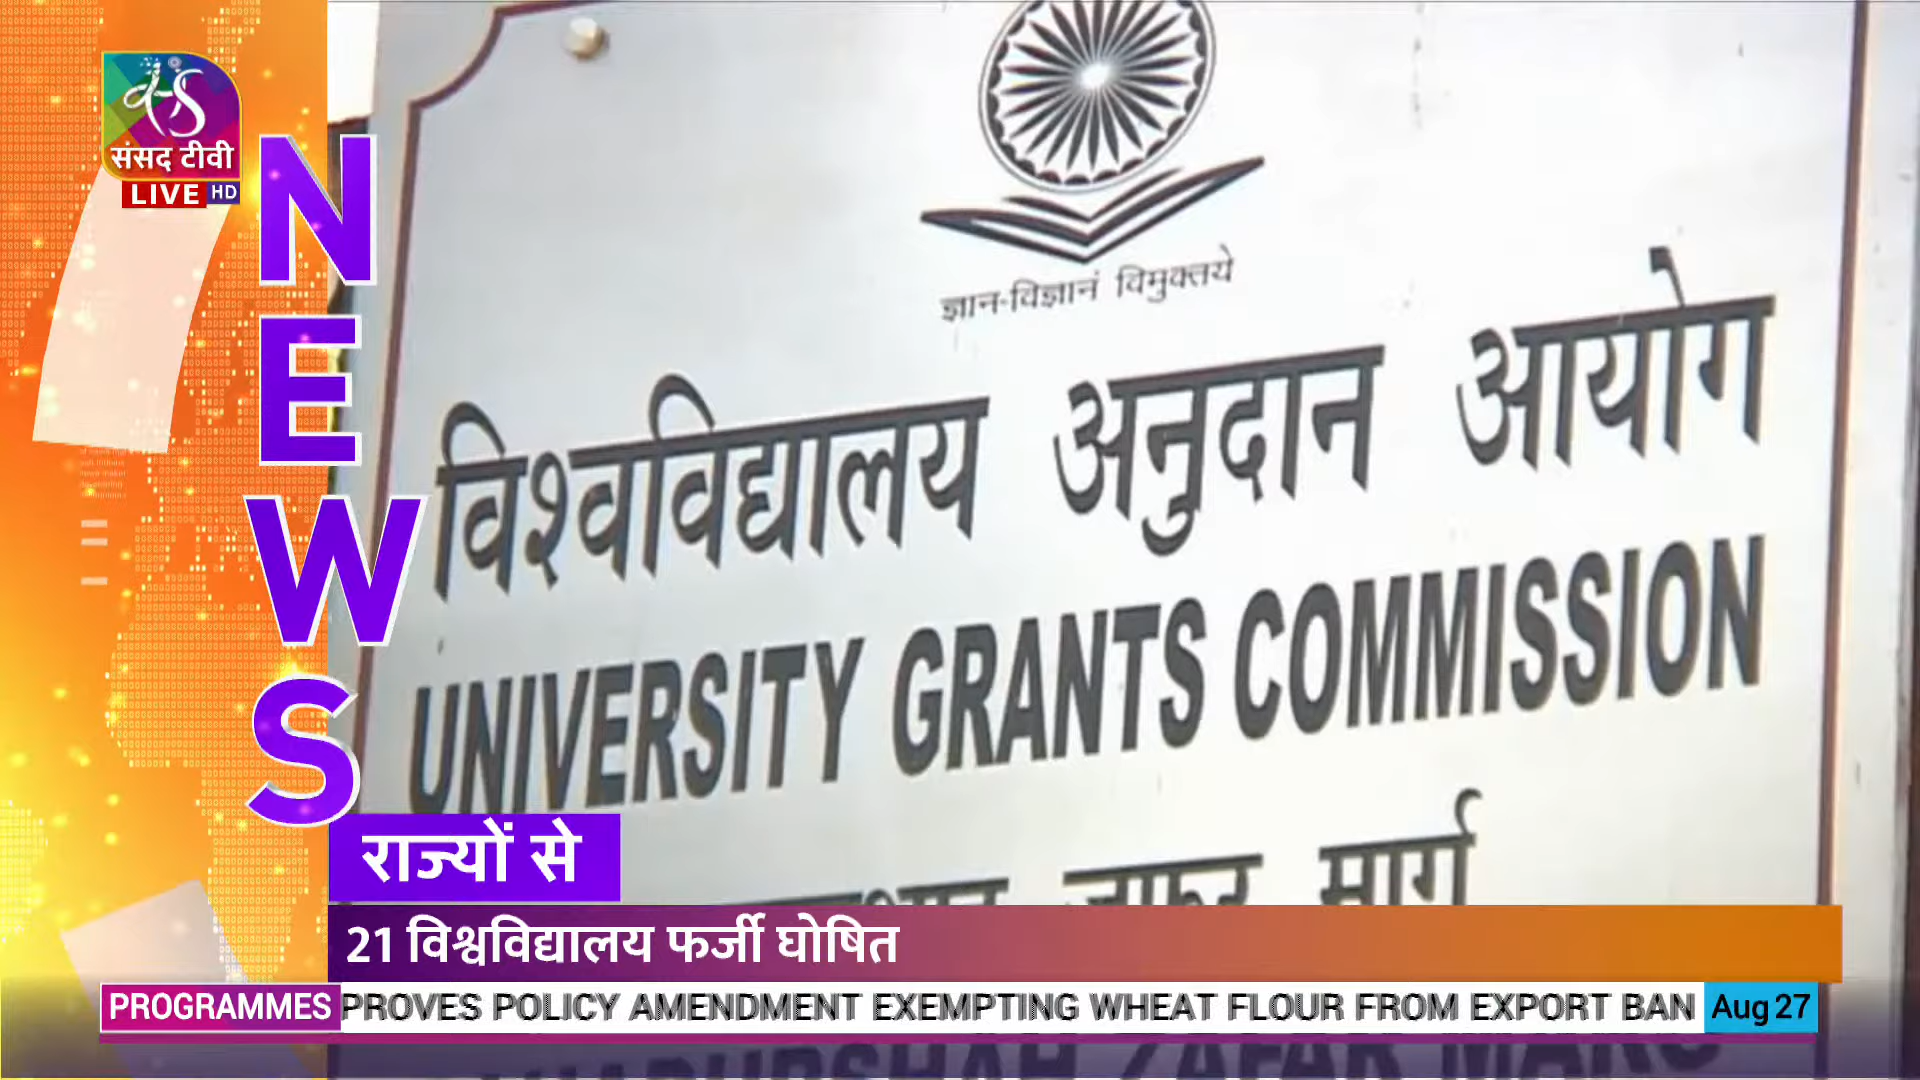 संसद टीवी
LIVE HD
NEWS
ज्ञान-विज्ञानं विमुक्तये
विश्वविद्यालय अनुदान आयोग
UNIVERSITY GRANTS COMMISSION
मार्ग
राज्यों से
21 विश्वविद्यालय फर्जी घोषित
PROGRAMMES PROVES POLICY AMENDMENT EXEMPTING WHEAT FLOUR FROM EXPORT BAN Aug 27